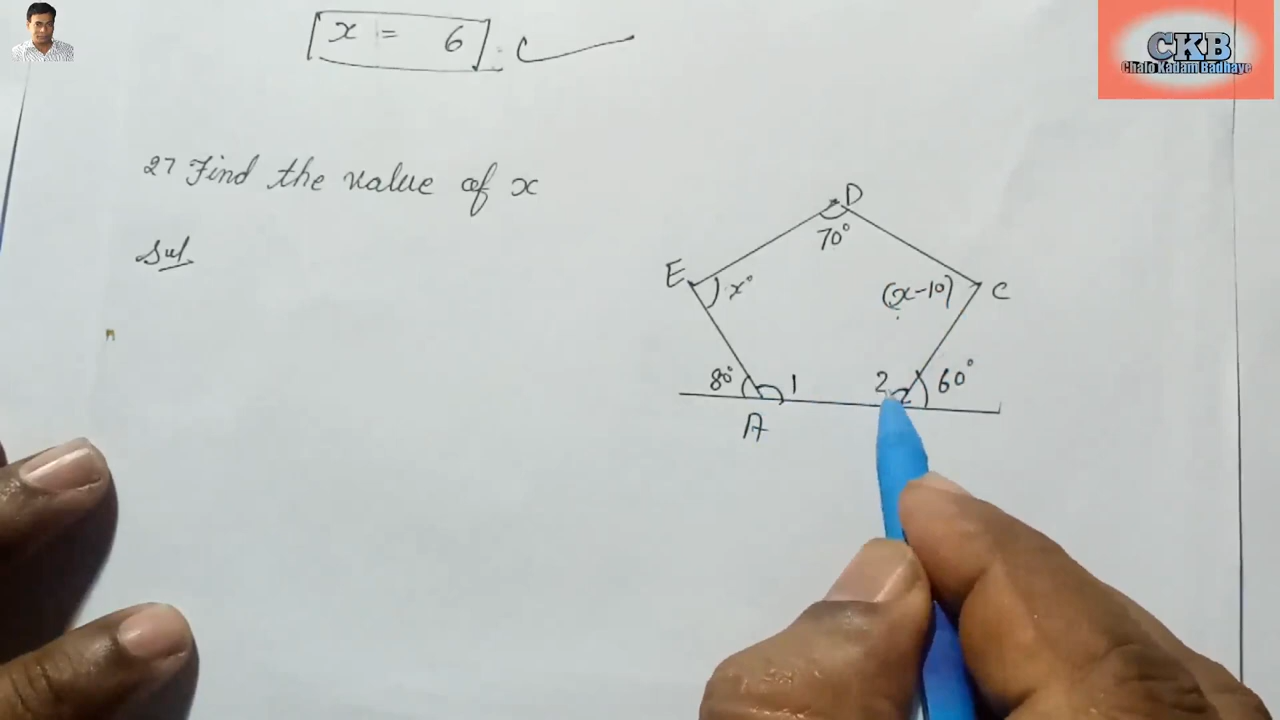 x = 6 . C
CKB
Chalo Kadam Badhaye
27 Find the value of x
Sol
D
70°
E
x°
(x-10)
C
80°
1
2
60°
A